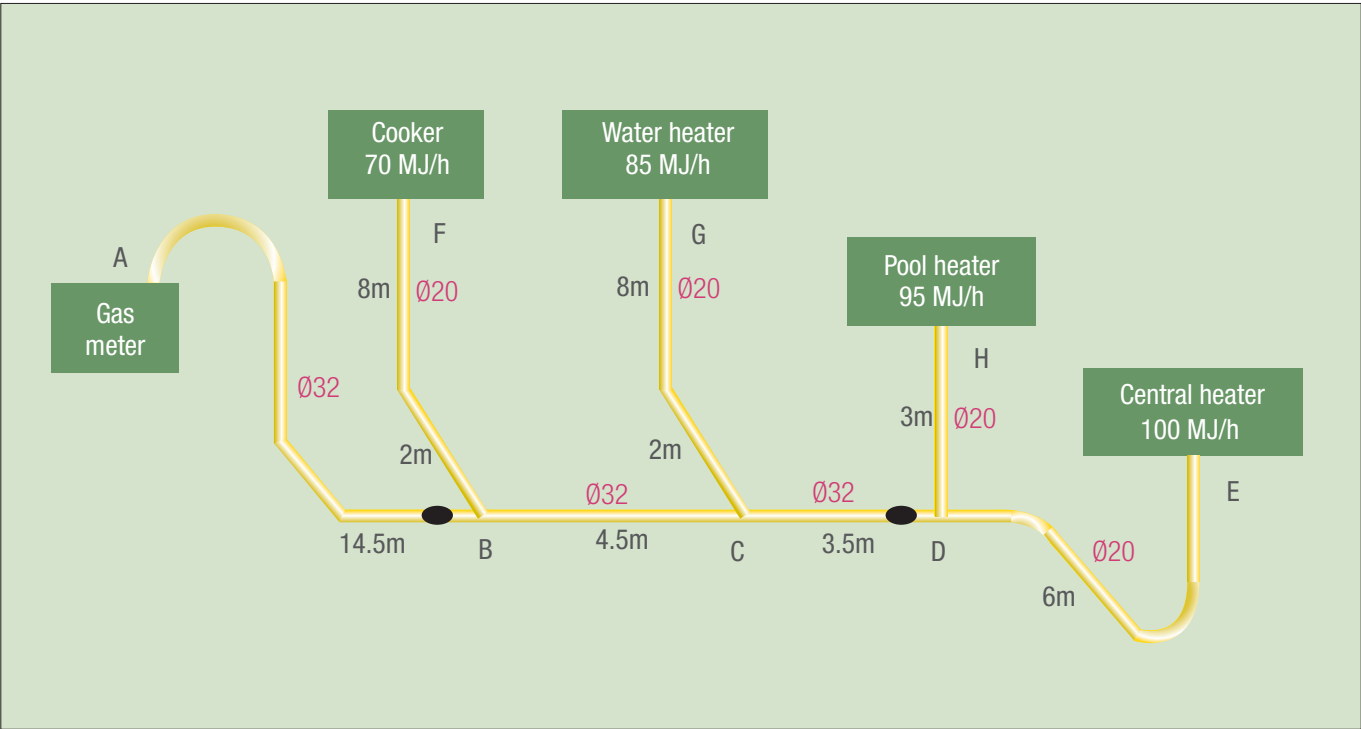 Cooker
70 MJ/h
Water heater
85 MJ/h
A
F
G
Pool heater
95 MJ/h
8m
Ø20
8m
Ø20
Gas
meter
H
Ø32
Central heater
100 MJ/h
3m
Ø20
2m
2m
Ø32
Ø32
E
14.5m
B
4.5m
C
3.5m
D
Ø20
6m